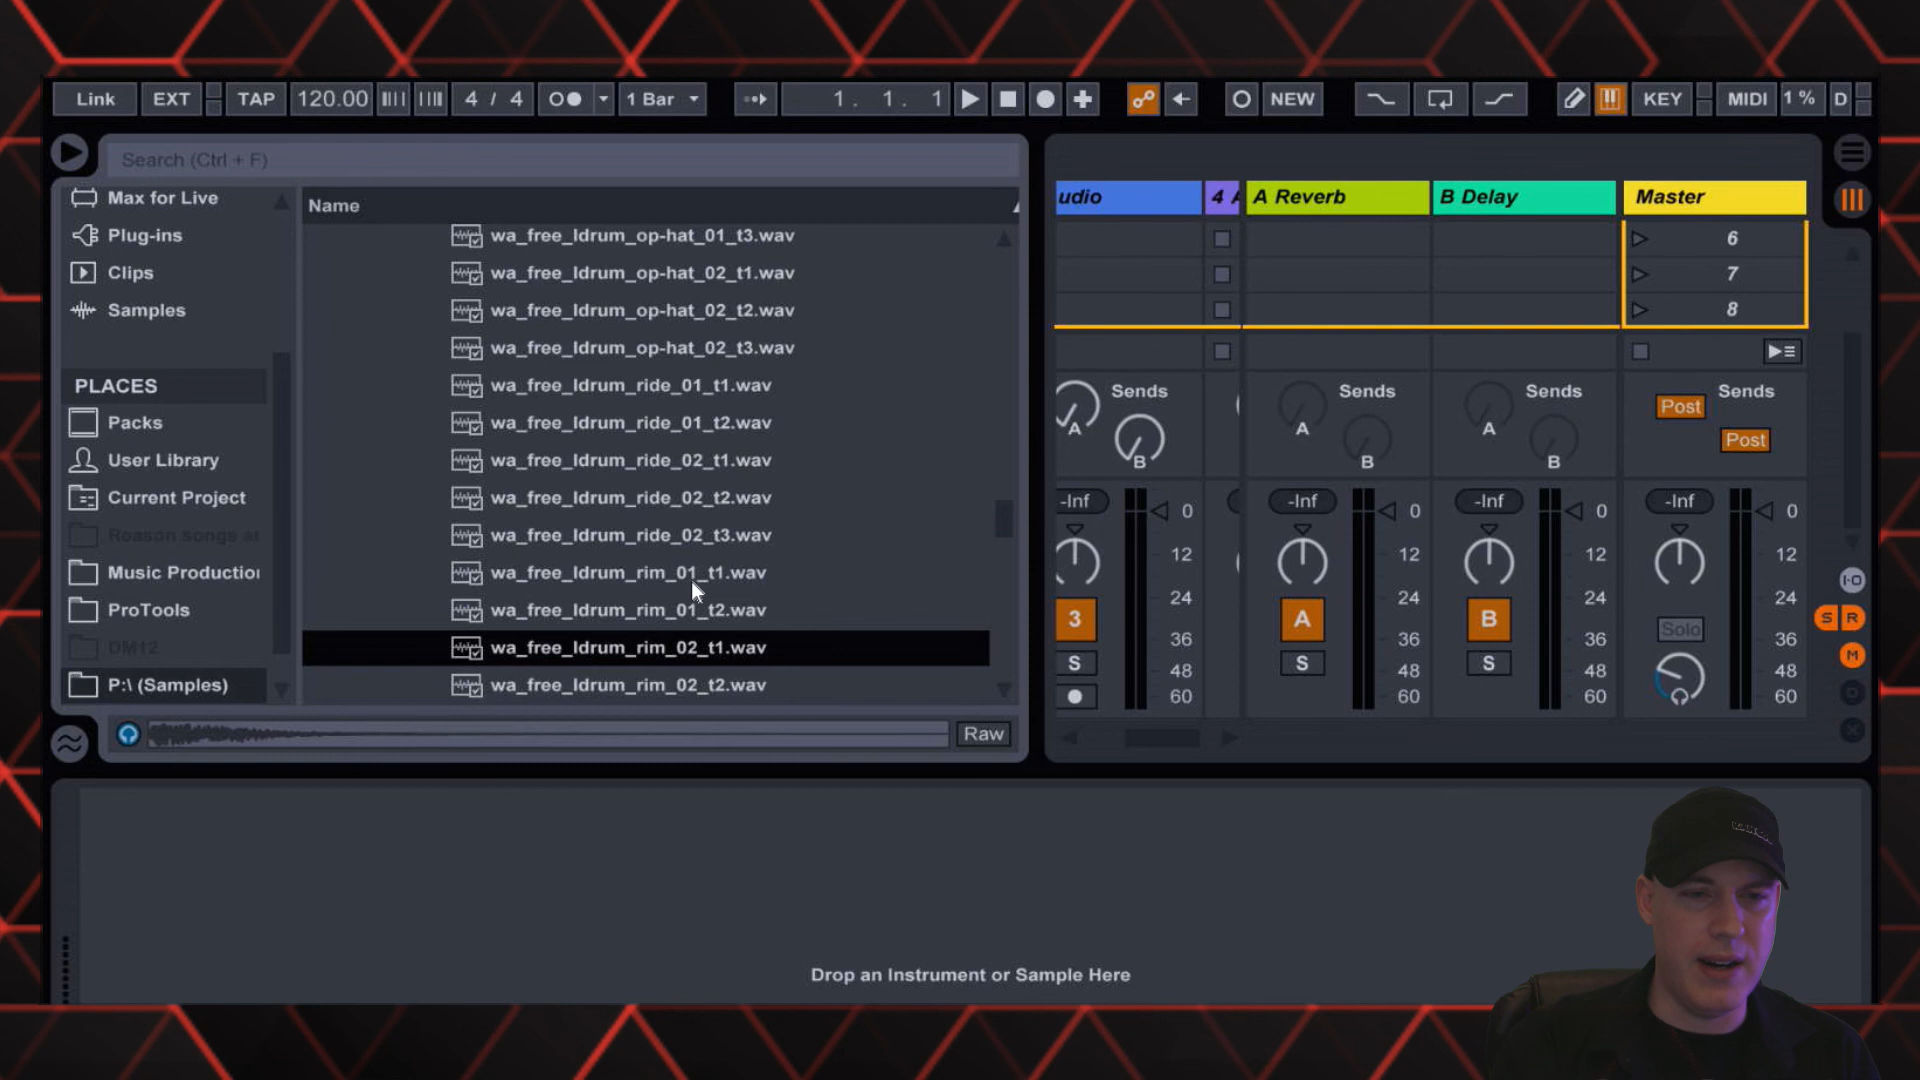 Link EXT TAP 120.00 4 / 4 1 Bar 1. 1. 1 NEW KEY MIDI 1 % D
Search (Ctrl + F)
Max for Live
Plug-ins
Clips
Samples
PLACES
Packs
User Library
Current Project
Reason songs a
Music Production
ProTools
DM12
P:\ (Samples)
Name
wa_free_ldrum_op-hat_01_t3.wav
wa_free_ldrum_op-hat_02_t1.wav
wa_free_ldrum_op-hat_02_t2.wav
wa_free_ldrum_op-hat_02_t3.wav
wa_free_ldrum_ride_01_t1.wav
wa_free_ldrum_ride_01_t2.wav
wa_free_ldrum_ride_02_t1.wav
wa_free_ldrum_ride_02_t2.wav
wa_free_ldrum_ride_02_t3.wav
wa_free_ldrum_rim_01_t1.wav
wa_free_ldrum_rim_01_t2.wav
wa_free_ldrum_rim_02_t1.wav
wa_free_ldrum_rim_02_t2.wav
Raw
udio 4 A Reverb B Delay Master
6
7
8
Sends Sends Sends Sends
A A A Post
B B B Post
-Inf -Inf -Inf -Inf
0 0 0 0
12 12 12 12
24 24 24 24
3 A B Solo
36 36 36 36
S S S
48 48 48 48
60 60 60 60
I-O
S R
M
D
X
Drop an Instrument or Sample Here